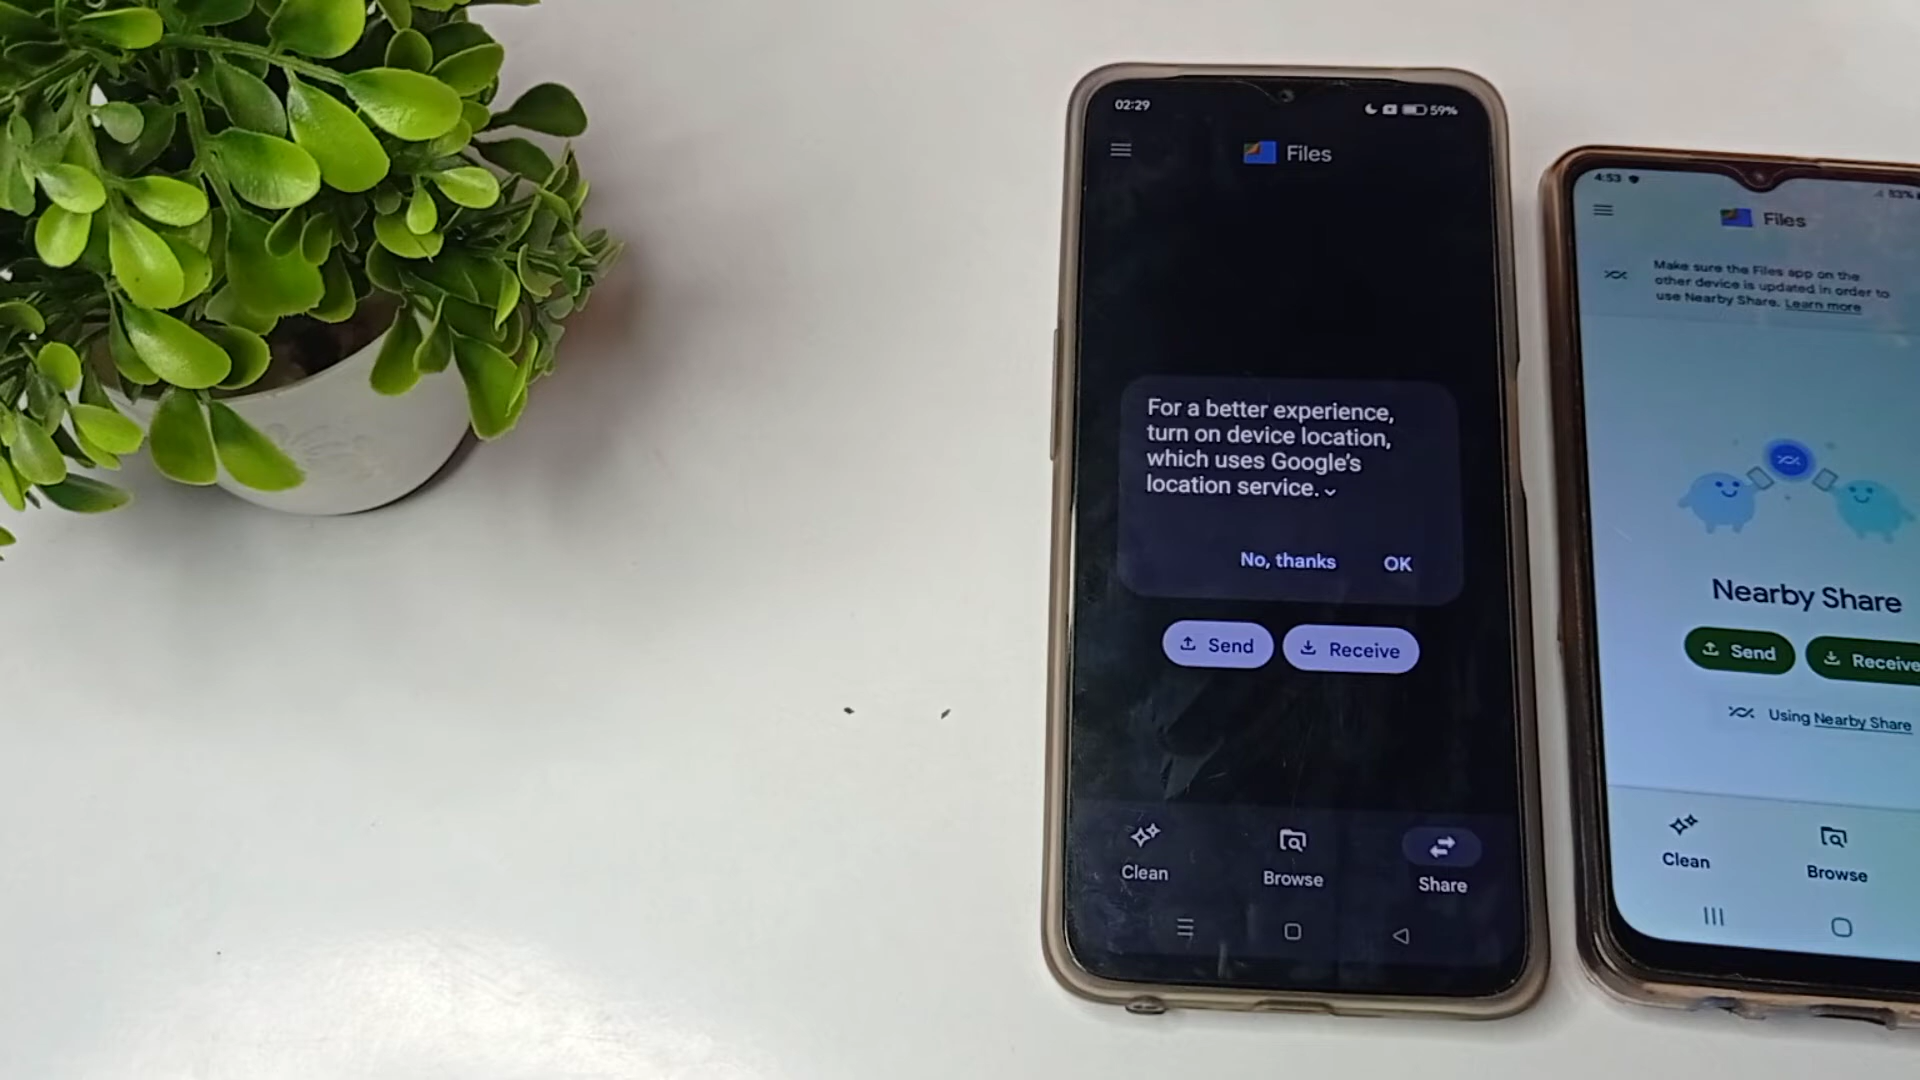 02:29
59%
Files
For a better experience,
turn on device location,
which uses Google's
location service.
No, thanks
OK
Send
Receive
Clean
Browse
Share
4:53
83%
Files
Make sure the Files app on the
other device is updated in order to
use Nearby Share. Learn more
Nearby Share
Send
Receive
Using Nearby Share
Clean
Browse